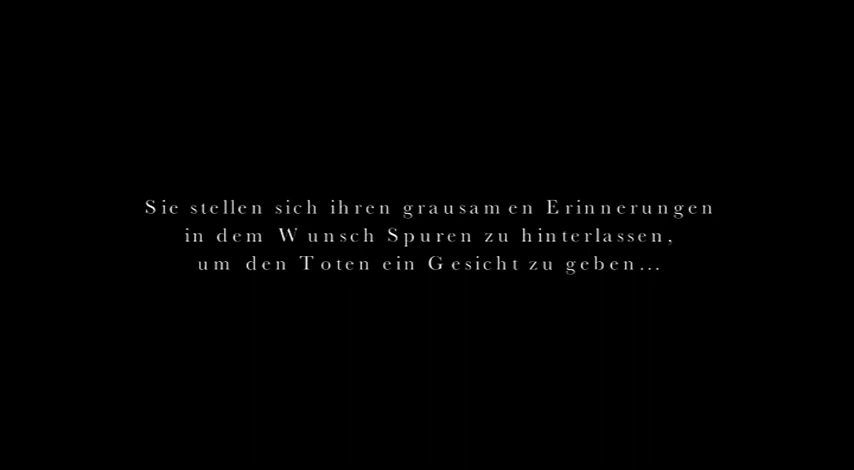 Sie stellen sich ihren grausamen Erinnerungen
in dem Wunsch Spuren zu hinterlassen,
um den Toten ein Gesicht zu geben...